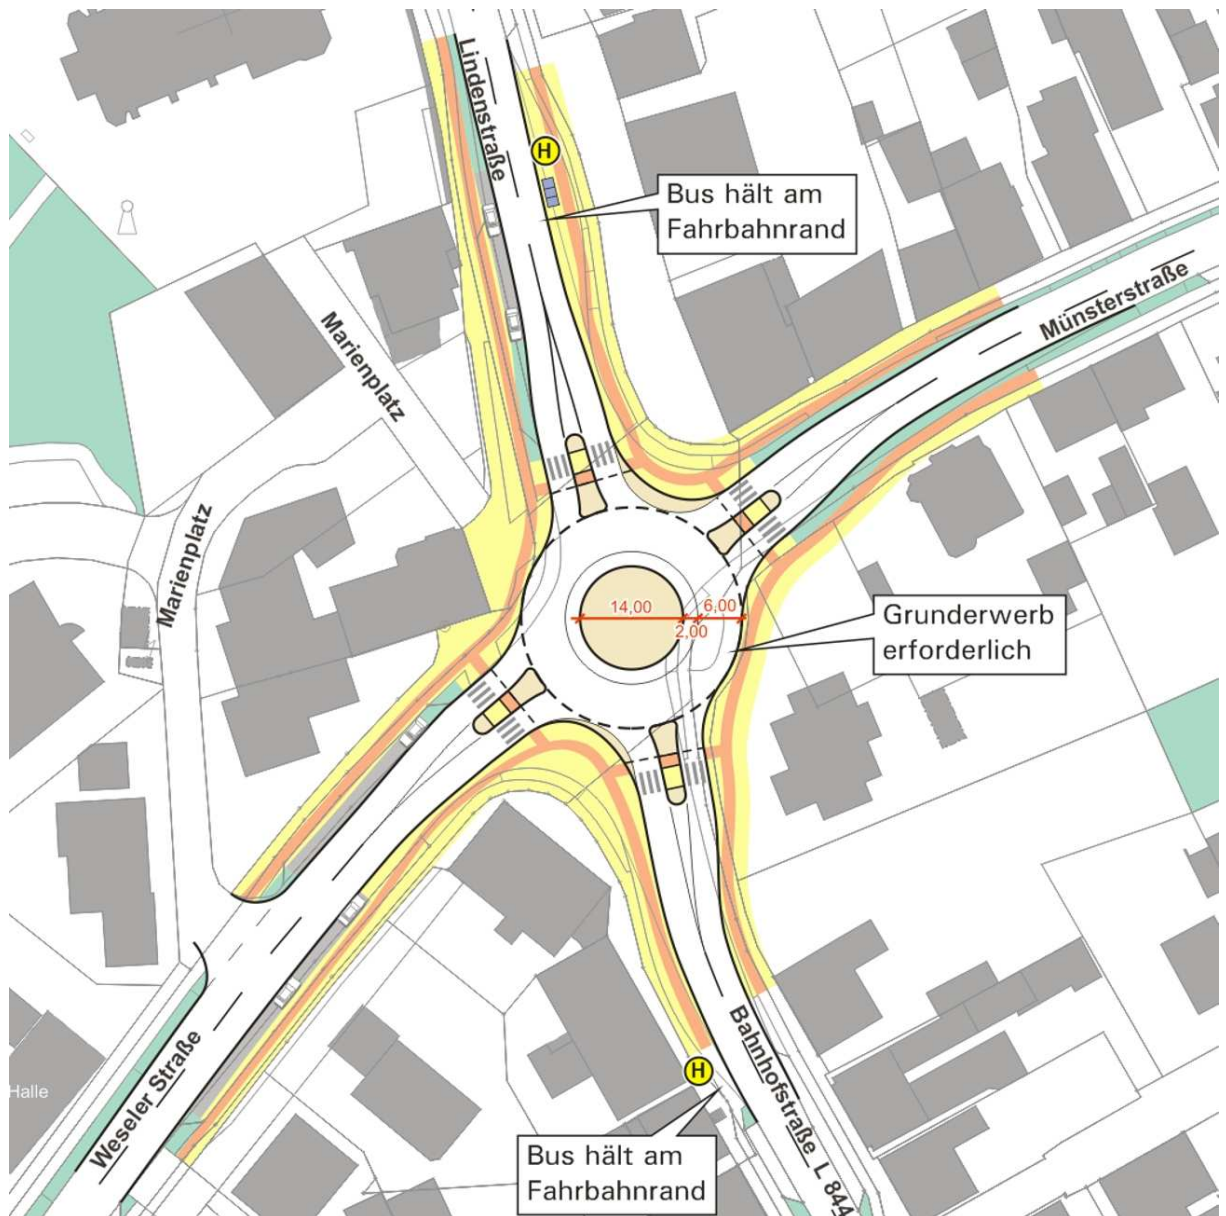 Lindenstraße
H
Bus hält am
Fahrbahnrand
Münsterstraße
Marienplatz
Marienplatz
14,00
6,00
2,00
Grunderwerb
erforderlich
Halle
Weseler Straße
H
Bahnhofstraße L 844
Bus hält am
Fahrbahnrand